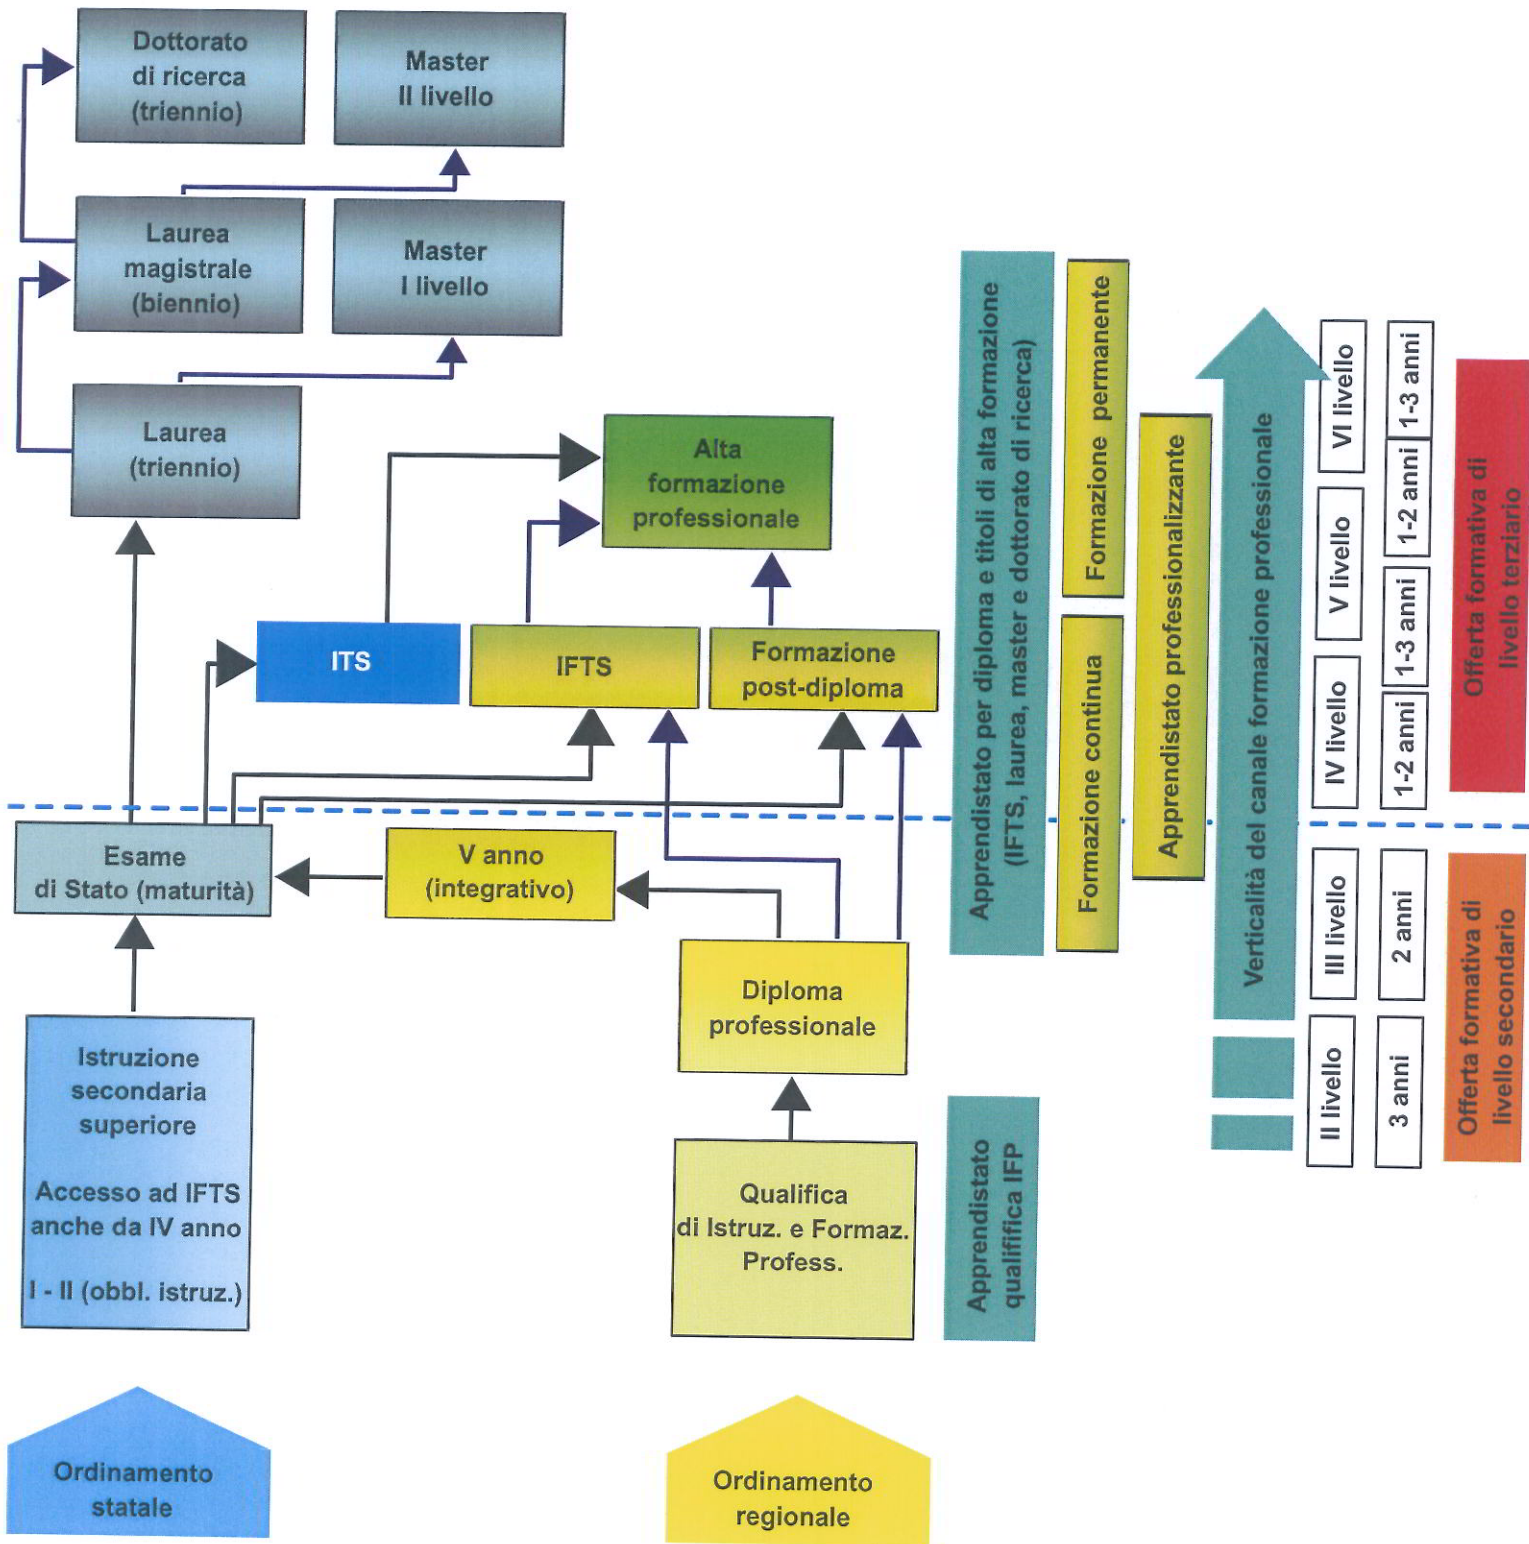 Dottorato
di ricerca
(triennio)
Master
II livello
Laurea
magistrale
(biennio)
Master
I livello
Laurea
(triennio)
Alta
formazione
professionale
ITS
IFTS
Formazione
post-diploma
Esame
di Stato (maturità)
V anno
(integrativo)
Diploma
professionale
Istruzione
secondaria
superiore
Accesso ad IFTS
anche da IV anno
I - II (obbl. istruz.)
Qualifica
di Istruz. e Formaz.
Profess.
Ordinamento
statale
Ordinamento
regionale
Apprendistato per diploma e titoli di alta formazione
(IFTS, laurea, master e dottorato di ricerca)
Apprendistato
qualififica IFP
Formazione permanente
Formazione continua
Apprendistato professionalizzante
Verticalità del canale formazione professionale
VI livello
V livello
IV livello
III livello
II livello
1-3 anni
1-2 anni
1-3 anni
1-2 anni
2 anni
3 anni
Offerta formativa di
livello terziario
Offerta formativa di
livello secondario